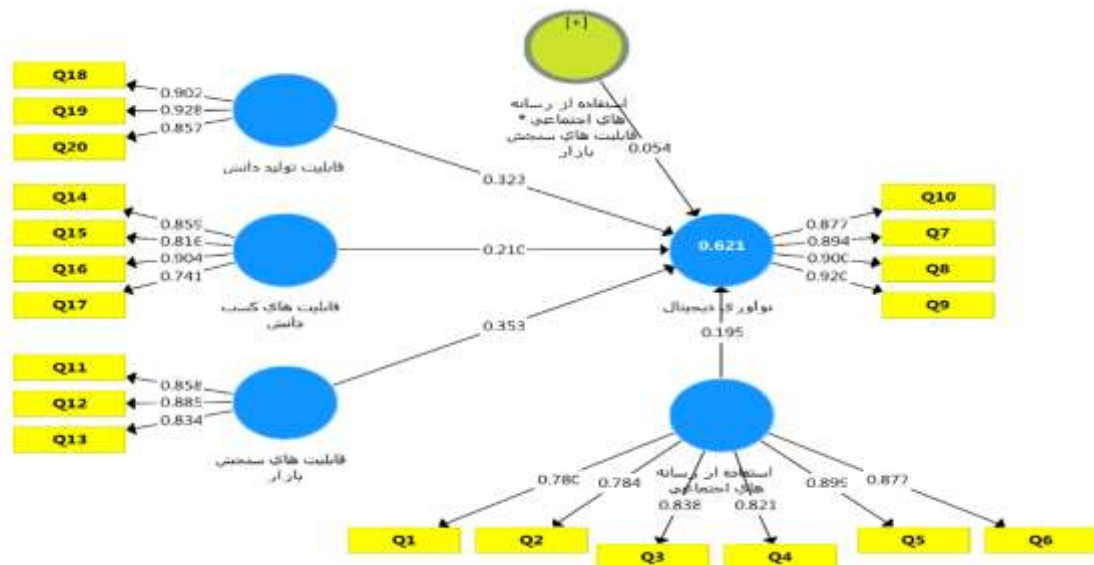 [+]
استفاده از رسانه
های اجتماعی *
قابلیت های سنجش
بازار
0.054
Q18
Q19
Q20
0.902
0.928
0.857
قابلیت تولید دانش
0.323
Q14
Q15
Q16
Q17
0.859
0.816
0.904
0.741
قابلیت های کسب
دانش
0.210
Q11
Q12
Q13
0.858
0.885
0.834
قابلیت های سنجش
بازار
0.353
0.621
نوآوری دیجیتال
0.877
0.894
0.900
0.920
Q10
Q7
Q8
Q9
0.195
استفاده از رسانه
های اجتماعی
0.780
0.784
0.838
0.821
0.899
0.877
Q1
Q2
Q3
Q4
Q5
Q6